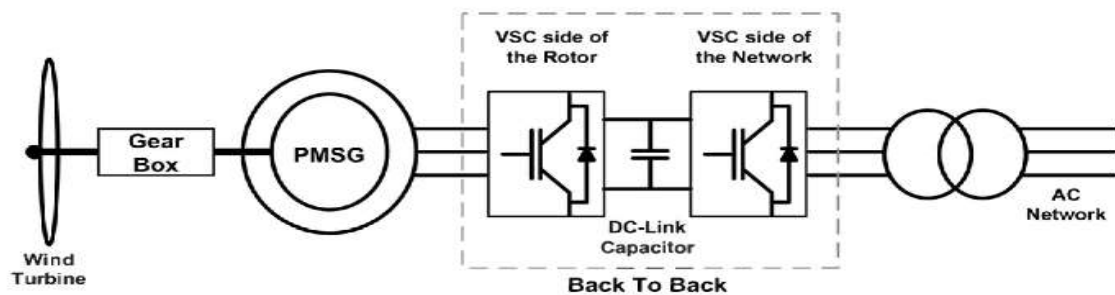 VSC side of
the Rotor
VSC side of
the Network
Gear
Box
PMSG
DC-Link
Capacitor
AC
Network
Wind
Turbine
Back To Back